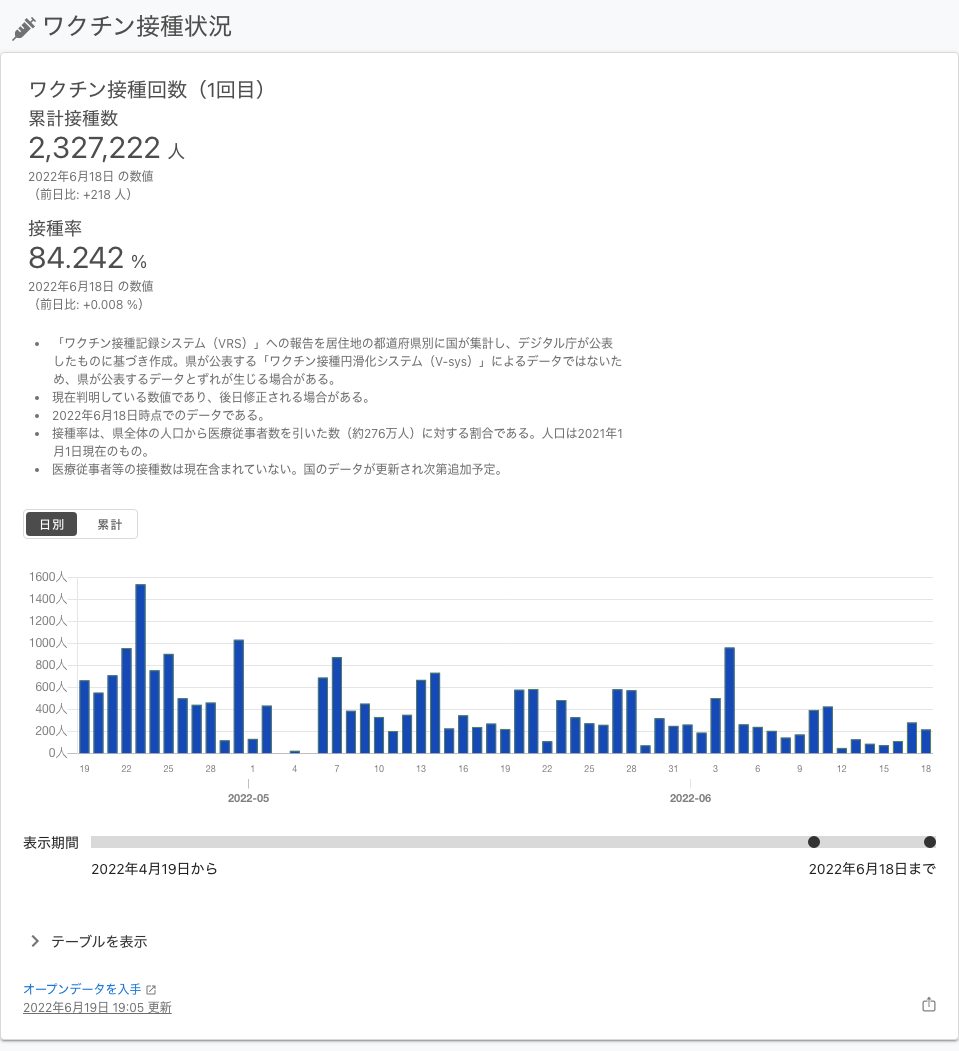 ワクチン接種状況
ワクチン接種回数（1回目）
累計接種数
2,327,222 人
2022年6月18日 の数値
（前日比: +218 人）
接種率
84.242 %
2022年6月18日 の数値
（前日比: +0.008 %）
• 「ワクチン接種記録システム（VRS）」への報告を居住地の都道府県別に国が集計し、デジタル庁が公表
したものに基づき作成。県が公表する「ワクチン接種円滑化システム（V-sys）」によるデータではないた
め、県が公表するデータとずれが生じる場合がある。
• 現在判明している数値であり、後日修正される場合がある。
• 2022年6月18日時点でのデータである。
• 接種率は、県全体の人口から医療従事者数を引いた数（約276万人）に対する割合である。人口は2021年1
月1日現在のもの。
• 医療従事者等の接種数は現在含まれていない。国のデータが更新され次第追加予定。
日別 累計
1600人
1400人
1200人
1000人
800人
600人
400人
200人
0人
19 22 25 28 1 4 7 10 13 16 19 22 25 28 31 3 6 9 12 15 18
2022-05 2022-06
表示期間
2022年4月19日から 2022年6月18日まで
テーブルを表示
オープンデータを入手
2022年6月19日 19:05 更新